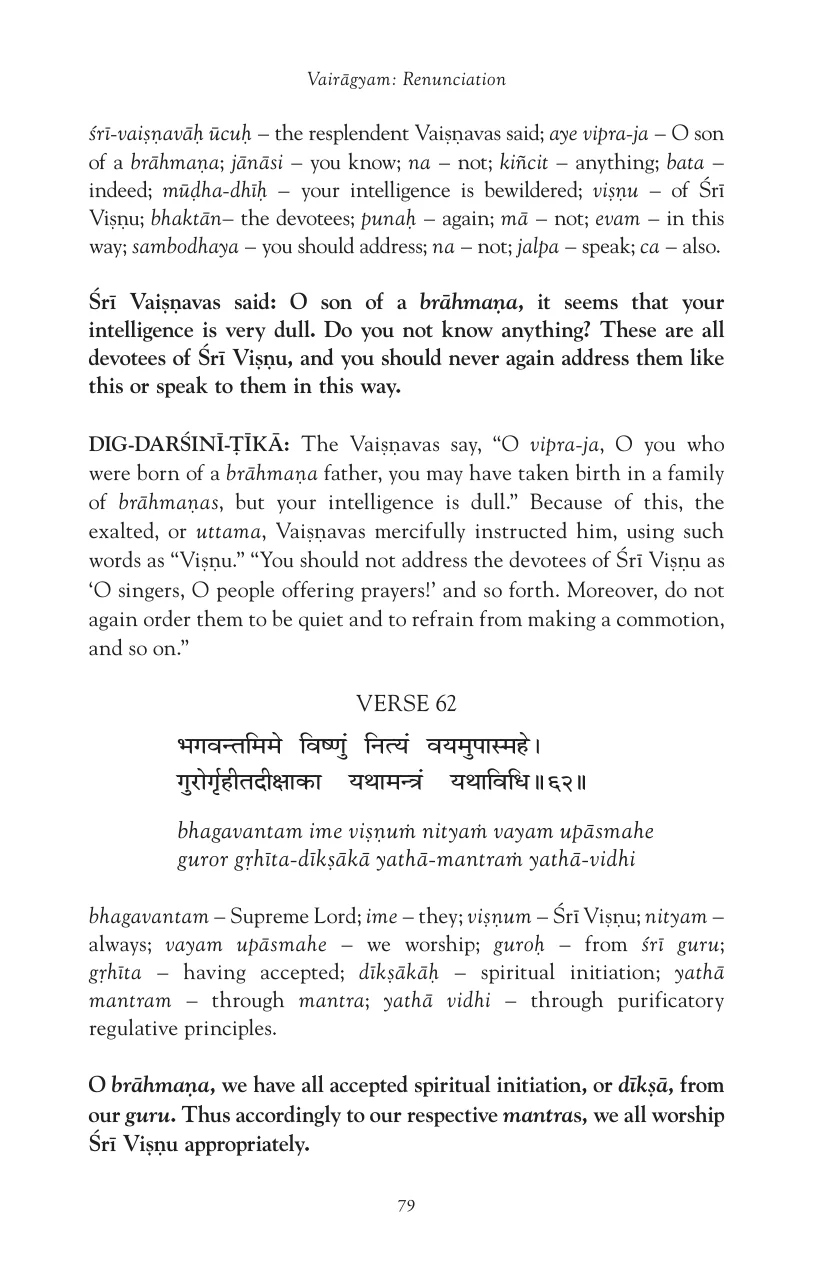 Vairāgyam: Renunciation
śrī-vaiṣṇavāḥ ūcuḥ – the resplendent Vaiṣṇavas said; aye vipra-ja – O son
of a brāhmaṇa; jānāsi – you know; na – not; kiñcit – anything; bata –
indeed; mūḍha-dhīḥ – your intelligence is bewildered; viṣṇu – of Śrī
Viṣṇu; bhaktān– the devotees; punaḥ – again; mā – not; evam – in this
way; sambodhaya – you should address; na – not; jalpa – speak; ca – also.
Śrī Vaiṣṇavas said: O son of a brāhmaṇa, it seems that your
intelligence is very dull. Do you not know anything? These are all
devotees of Śrī Viṣṇu, and you should never again address them like
this or speak to them in this way.
DIG-DARŚINĪ-ṬĪKĀ: The Vaiṣṇavas say, “O vipra-ja, O you who
were born of a brāhmaṇa father, you may have taken birth in a family
of brāhmaṇas, but your intelligence is dull.” Because of this, the
exalted, or uttama, Vaiṣṇavas mercifully instructed him, using such
words as “Viṣṇu.” “You should not address the devotees of Śrī Viṣṇu as
‘O singers, O people offering prayers!’ and so forth. Moreover, do not
again order them to be quiet and to refrain from making a commotion,
and so on.”
VERSE 62
भगवन्तमिमे विष्णुं नित्यं वयमुपास्महे।
गुरोर्गृहीतदीक्षाका यथामन्त्रं यथाविधि॥६२॥
bhagavantam ime viṣṇuṁ nityaṁ vayam upāsmahe
guror gṛhīta-dīkṣākā yathā-mantraṁ yathā-vidhi
bhagavantam – Supreme Lord; ime – they; viṣṇum – Śrī Viṣṇu; nityam –
always; vayam upāsmahe – we worship; guroḥ – from śrī guru;
gṛhīta – having accepted; dīkṣākāḥ – spiritual initiation; yathā
mantram – through mantra; yathā vidhi – through purificatory
regulative principles.
O brāhmaṇa, we have all accepted spiritual initiation, or dīkṣā, from
our guru. Thus accordingly to our respective mantras, we all worship
Śrī Viṣṇu appropriately.
79